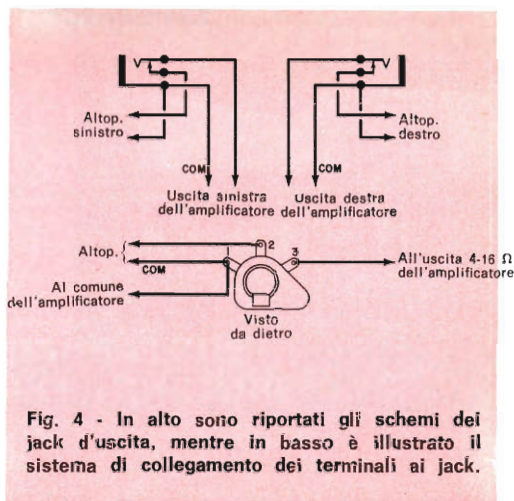 Altop.
sinistro
Altop.
destro
COM
COM
Uscita sinistra
dell'amplificatore
Uscita destra
dell'amplificatore
Altop.
COM
1
2
3
All'uscita 4-16 Ω
dell'amplificatore
Al comune
dell'amplificatore
Visto
da dietro
Fig. 4 - In alto sono riportati gli schemi dei
jack d'uscita, mentre in basso è illustrato il
sistema di collegamento dei terminali ai jack.